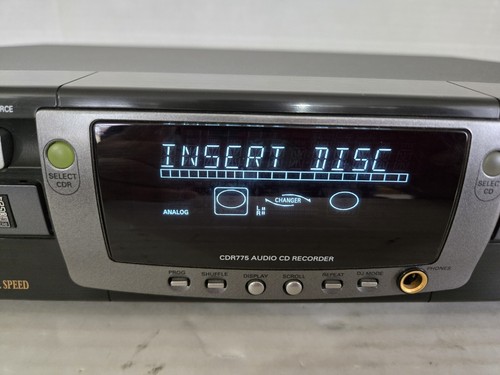 RCE
INSERT DISC
SELECT
CDR
SELECT
CD
ANALOG
L
R
CHANGER
CDR775 AUDIO CD RECORDER
PROG
SHUFFLE
DISPLAY
SCROLL
REPEAT
DJ MODE
PHONES
SPEED